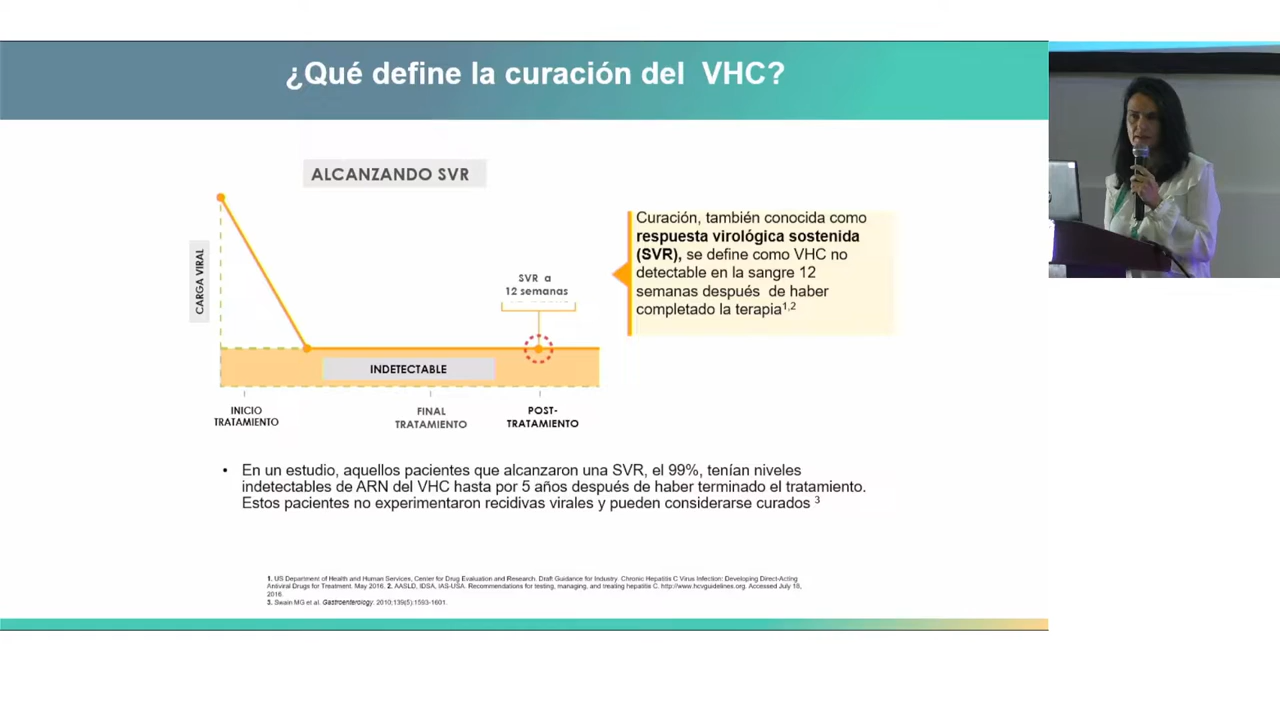 ¿Qué define la curación del VHC?
ALCANZANDO SVR
CARGA VIRAL
SVR a
12 semanas
INDETECTABLE
INICIO
TRATAMIENTO
FINAL
TRATAMIENTO
POST-
TRATAMIENTO
Curación, también conocida como
respuesta virológica sostenida
(SVR), se define como VHC no
detectable en la sangre 12
semanas después de haber
completado la terapia1,2
• En un estudio, aquellos pacientes que alcanzaron una SVR, el 99%, tenían niveles
indetectables de ARN del VHC hasta por 5 años después de haber terminado el tratamiento.
Estos pacientes no experimentaron recidivas virales y pueden considerarse curados 3
1. US Department of Health and Human Services, Center for Drug Evaluation and Research. Draft Guidance for Industry. Chronic Hepatitis C Virus Infection: Developing Direct-Acting
Antiviral Drugs for Treatment. May 2016. 2. AASLD, IDSA, IAS-USA. Recommendations for testing, managing, and treating hepatitis C. http://www.hcvguidelines.org. Accessed July 18,
2016.
3. Swain MG et al. Gastroenterology. 2010;139(5):1593-1601.